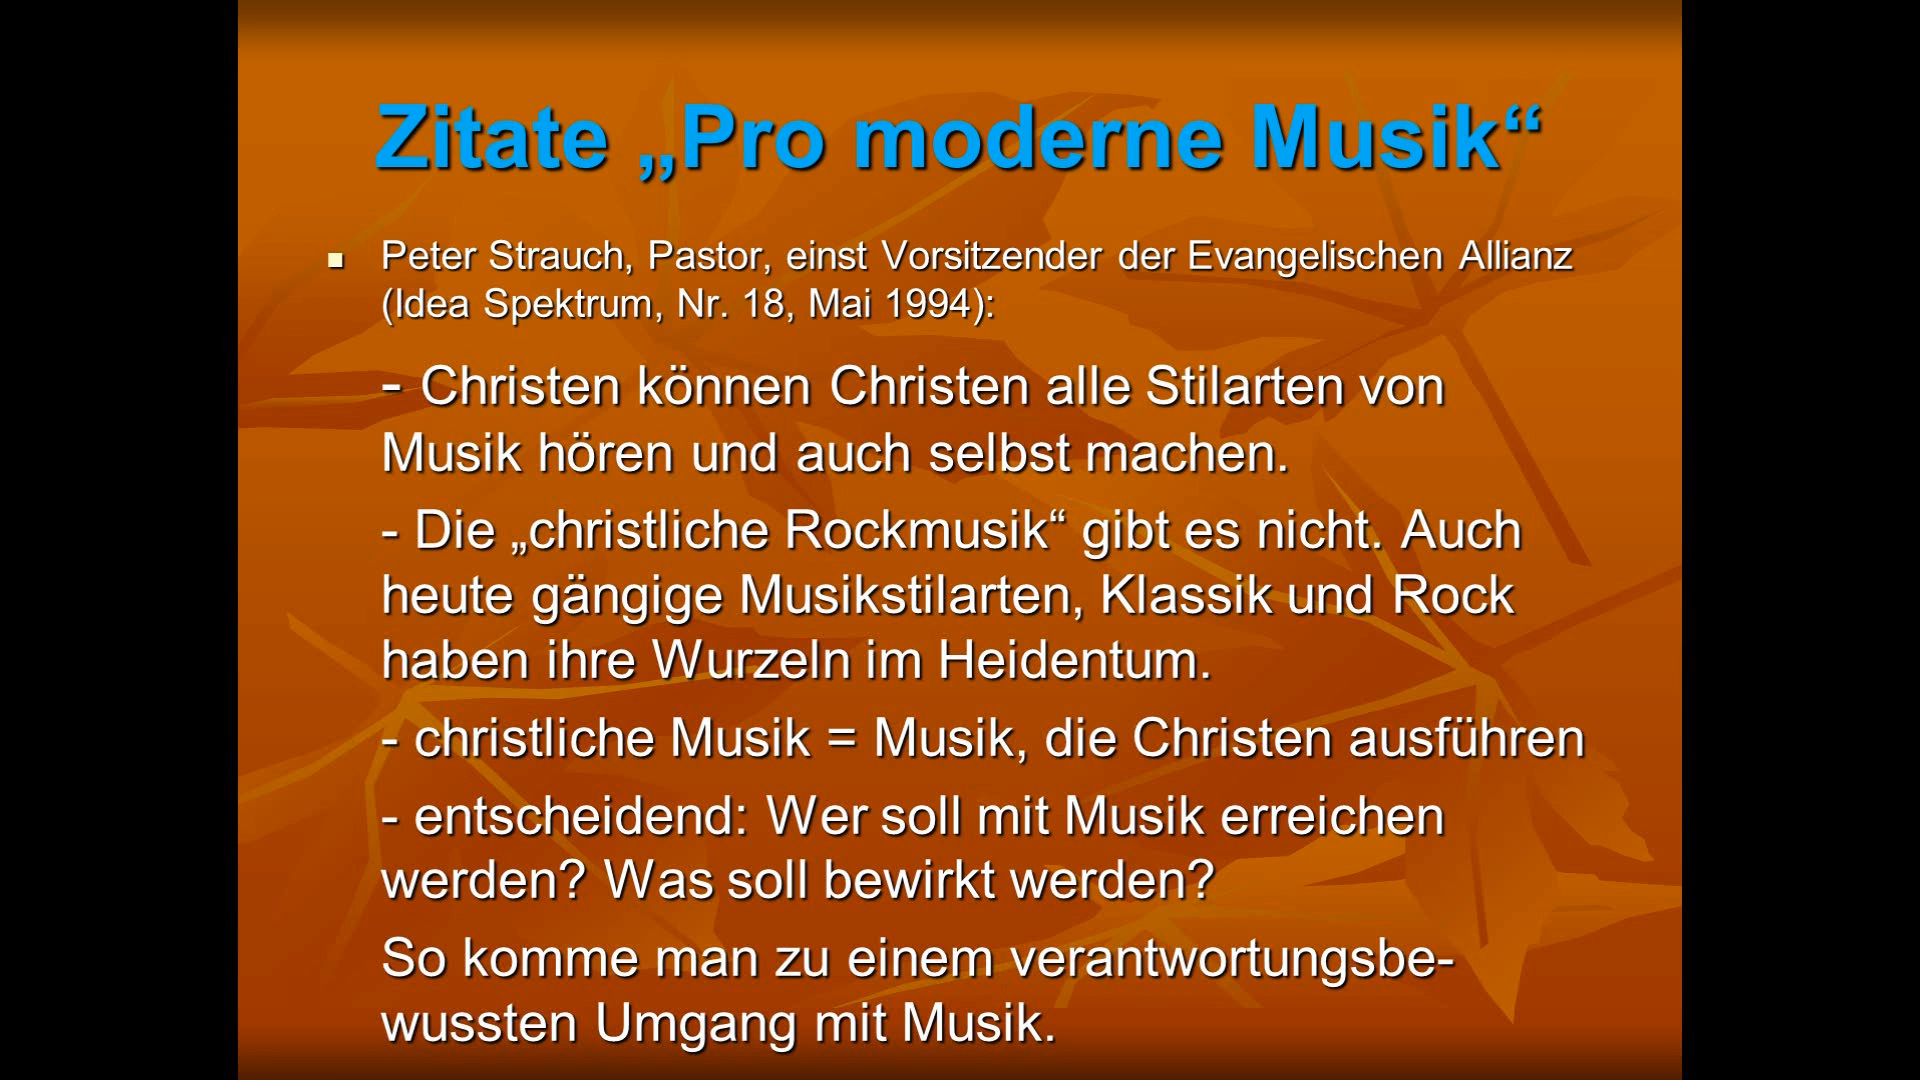 Zitate „Pro moderne Musik“
Peter Strauch, Pastor, einst Vorsitzender der Evangelischen Allianz
(Idea Spektrum, Nr. 18, Mai 1994):
- Christen können Christen alle Stilarten von
Musik hören und auch selbst machen.
- Die „christliche Rockmusik“ gibt es nicht. Auch
heute gängige Musikstilarten, Klassik und Rock
haben ihre Wurzeln im Heidentum.
- christliche Musik = Musik, die Christen ausführen
- entscheidend: Wer soll mit Musik erreichen
werden? Was soll bewirkt werden?
So komme man zu einem verantwortungsbe-
wussten Umgang mit Musik.